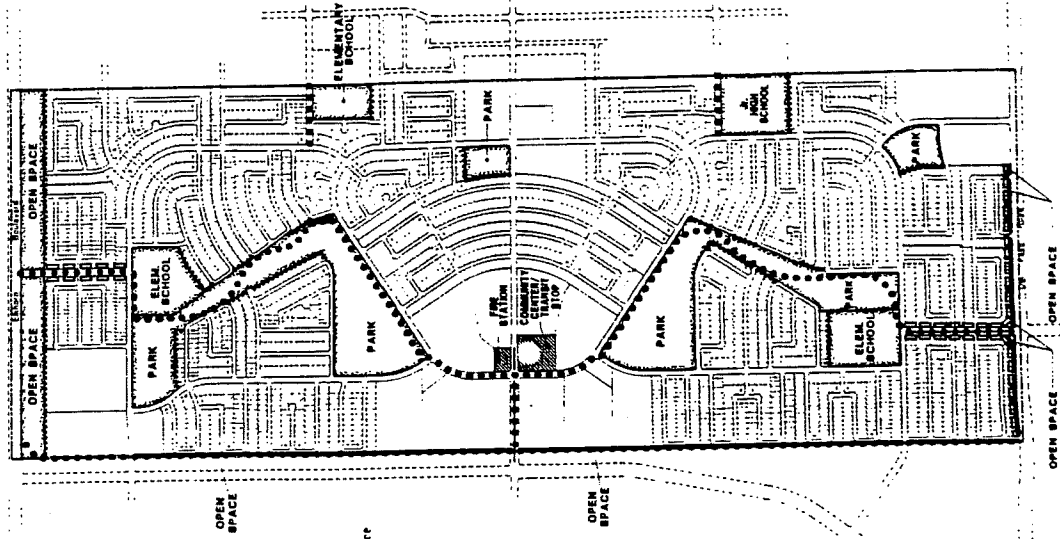 ELEMENTARY
SCHOOL
OPEN SPACE
OPEN SPACE
PARK
ELEM.
SCHOOL
PARK
PARK
FIRE
STATION
COMMUNITY
CENTER/
TRANSIT
STOP
JR.
HIGH
SCHOOL
PARK
PARK
PARK
ELEM.
SCHOOL
OPEN
SPACE
OPEN
SPACE
OPEN SPACE
OPEN SPACE